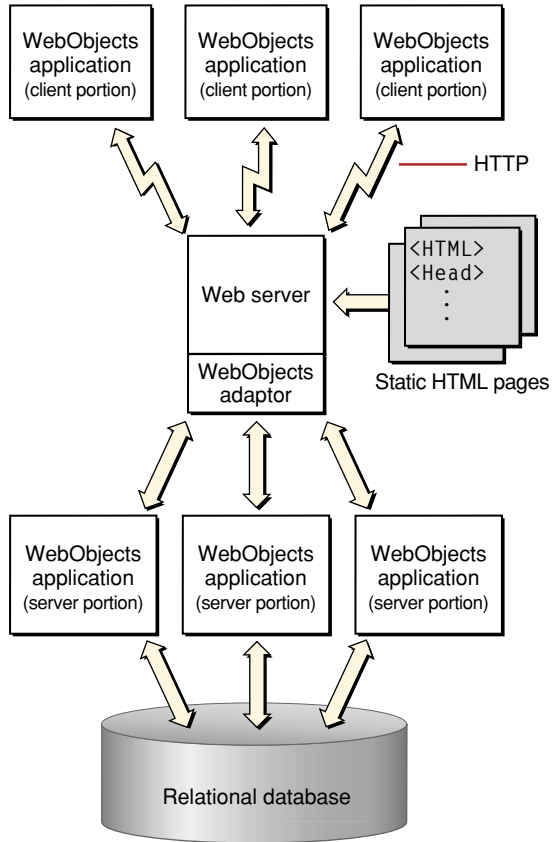 WebObjects
application
(client portion)
WebObjects
application
(client portion)
WebObjects
application
(client portion)
HTTP
Web server
<HTML>
<Head>
Static HTML pages
WebObjects
adaptor
WebObjects
application
(server portion)
WebObjects
application
(server portion)
WebObjects
application
(server portion)
Relational database